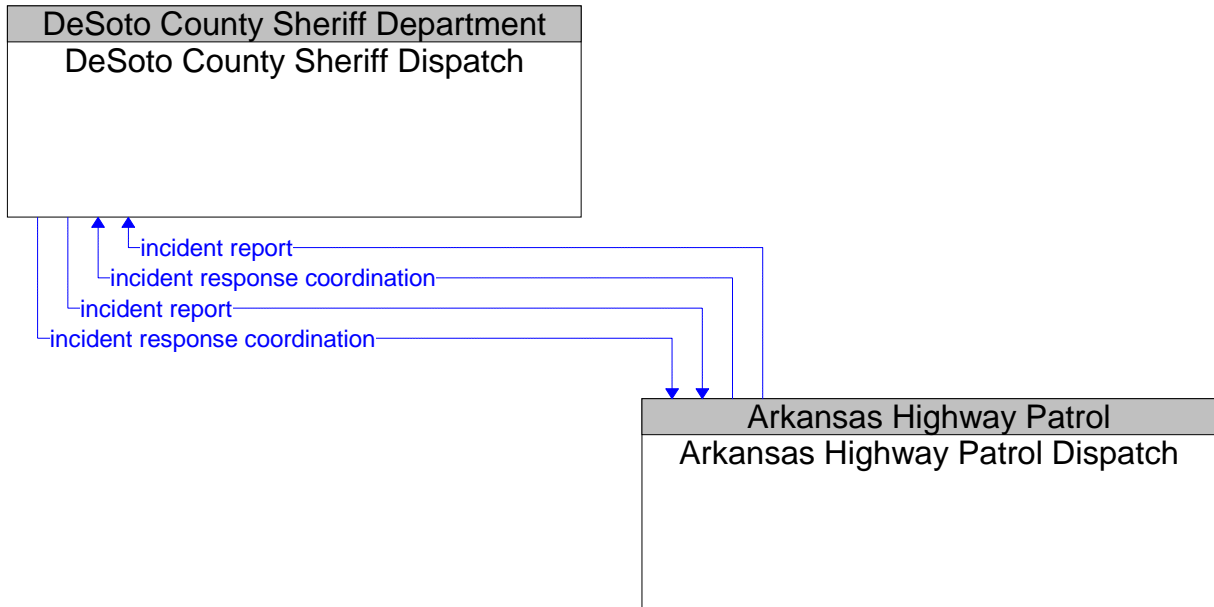 DeSoto County Sheriff Department
DeSoto County Sheriff Dispatch
incident report
incident response coordination
incident report
incident response coordination
Arkansas Highway Patrol
Arkansas Highway Patrol Dispatch